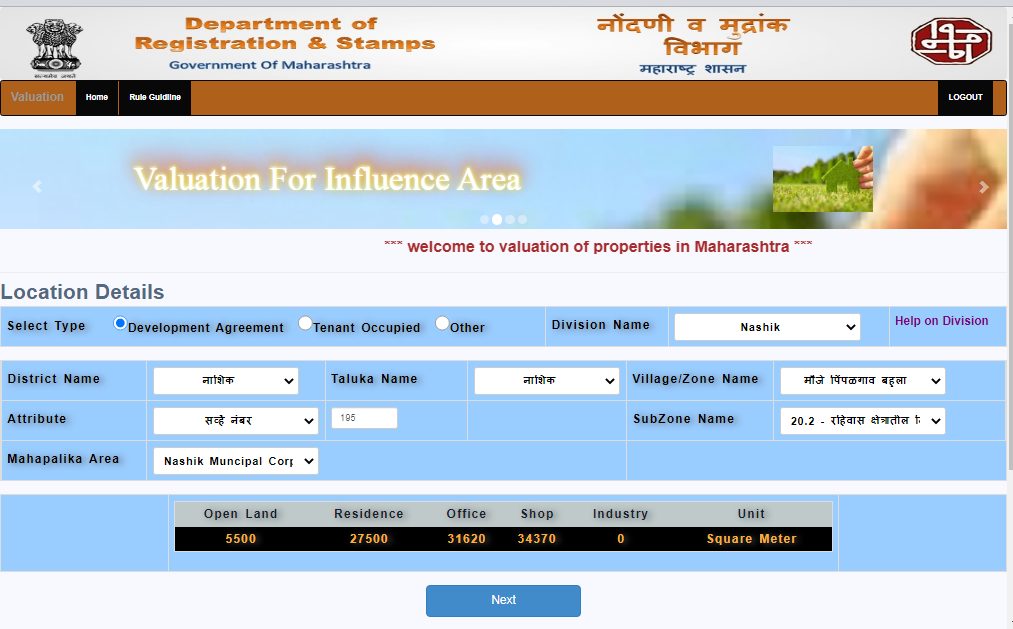 Department of
Registration & Stamps
Government Of Maharashtra
नोंदणी व मुद्रांक
विभाग
महाराष्ट्र शासन
Valuation Home Rule Guidline LOGOUT
Valuation For Influence Area
*** welcome to valuation of properties in Maharashtra ***
Location Details
Select Type Development Agreement Tenant Occupied Other Division Name Nashik Help on Division
District Name नाशिक Taluka Name नाशिक Village/Zone Name मौजे पिंपळगाव बहूला
Attribute सर्व्हे नंबर 195 SubZone Name 20.2 - रहिवास क्षेत्रातील
Mahapalika Area Nashik Muncipal Corp
Open Land Residence Office Shop Industry Unit
5500 27500 31620 34370 0 Square Meter
Next